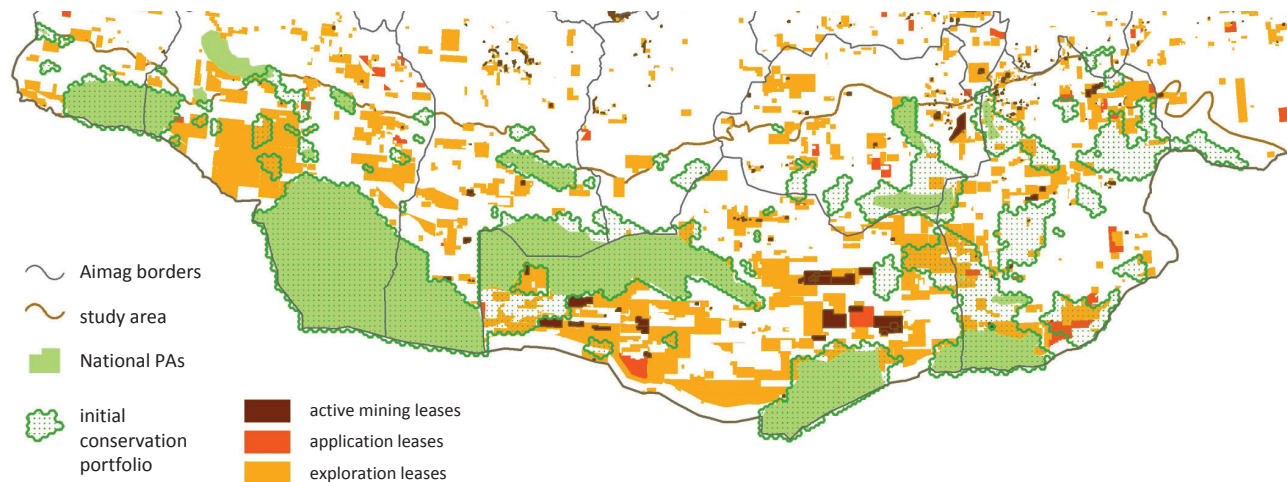 Aimag borders
study area
National PAs
initial
conservation
portfolio
active mining leases
application leases
exploration leases